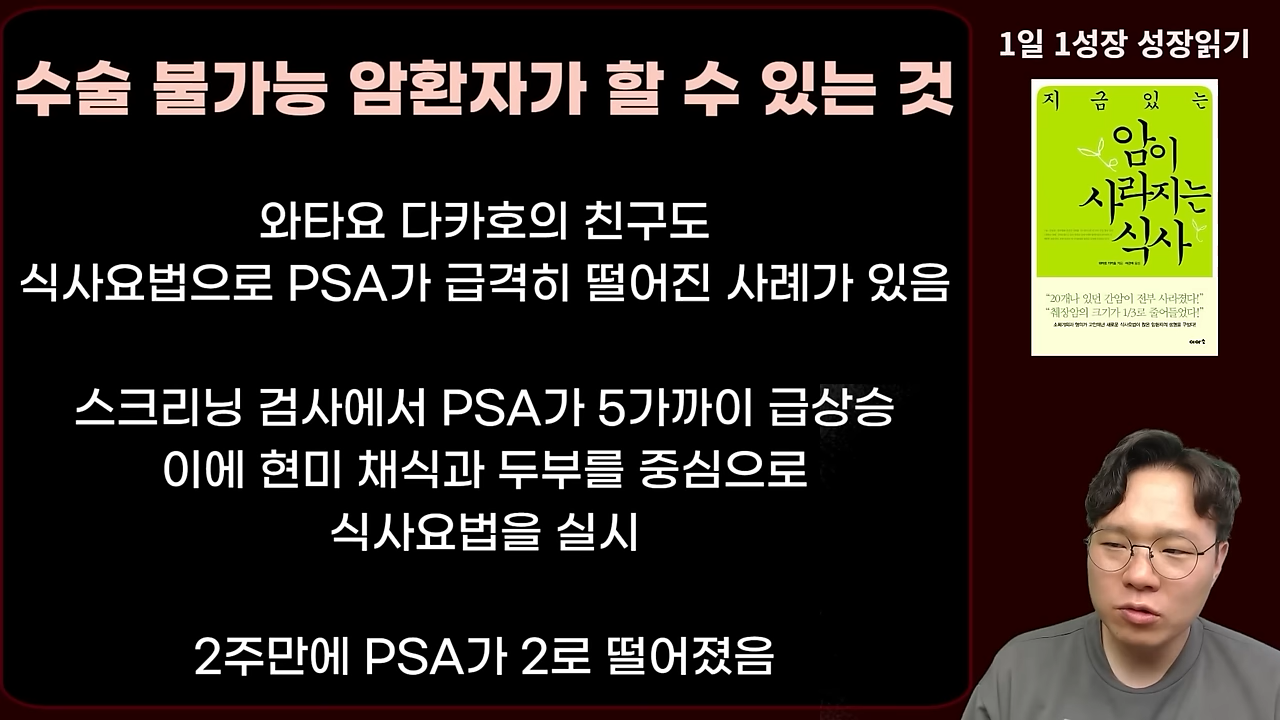 수술 불가능 암환자가 할 수 있는 것
와타요 다카호의 친구도
식사요법으로 PSA가 급격히 떨어진 사례가 있음
스크리닝 검사에서 PSA가 5가까이 급상승
이에 현미 채식과 두부를 중심으로
식사요법을 실시
2주만에 PSA가 2로 떨어졌음
1일 1성장 성장읽기
지금있는
암이
사라지는
식사
“20개나 있던 간암이 전부 사라졌다!”
“췌장암의 크기가 1/3로 줄어들었다!”